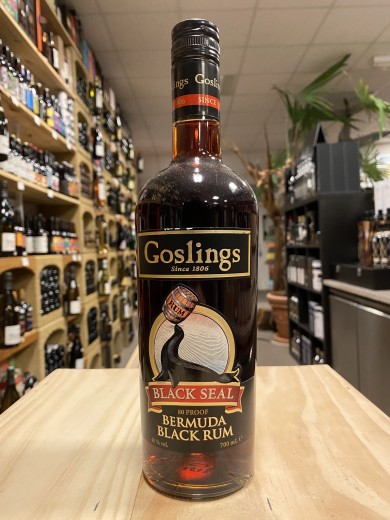 Goslings
SINCE
Goslings
Since 1806
RUM
BLACK SEAL
80 PROOF
BERMUDA
BLACK RUM
700 mL e